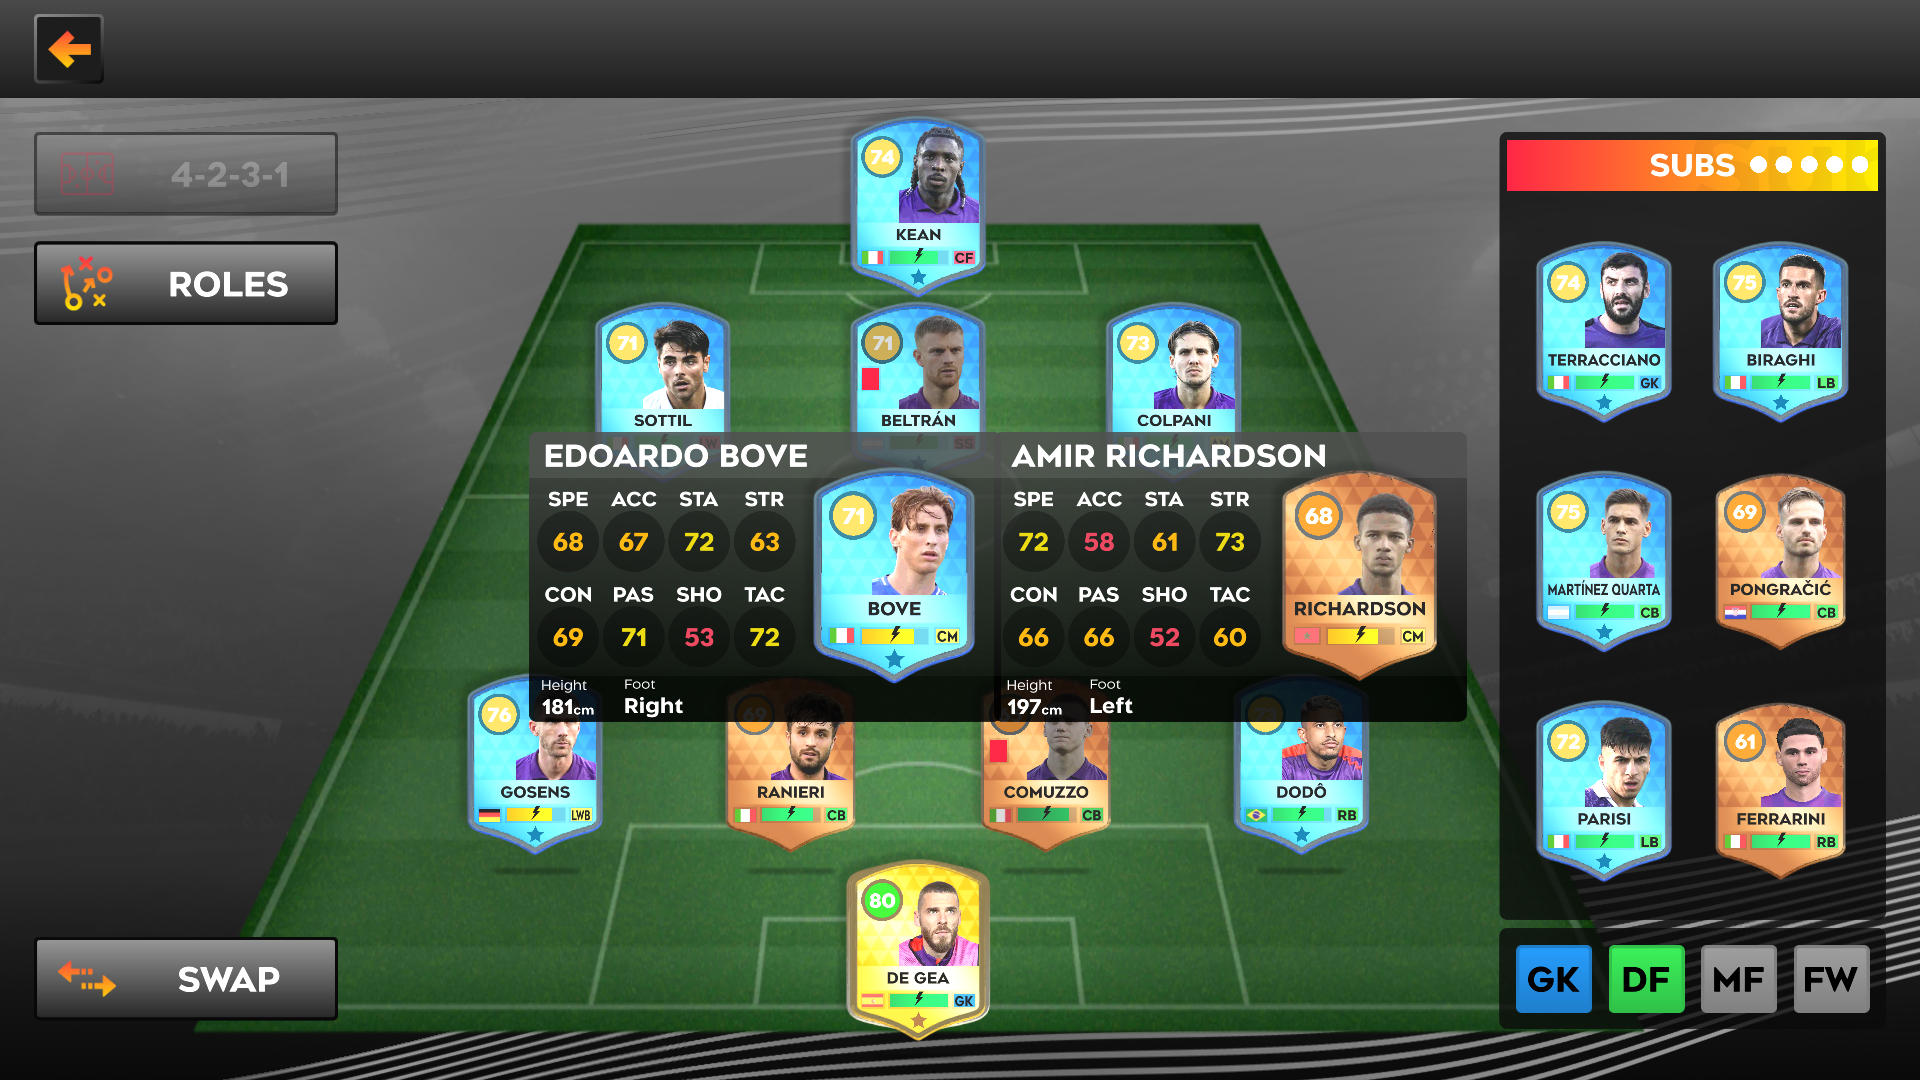 4-2-3-1
ROLES
SUBS
74
KEAN
CF
71
SOTTIL
LW
71
BELTRÁN
SS
73
COLPANI
EDOARDO BOVE
SPE ACC STA STR
68 67 72 63
CON PAS SHO TAC
69 71 53 72
Height Foot
181cm Right
71
BOVE
CM
AMIR RICHARDSON
SPE ACC STA STR
72 58 61 73
CON PAS SHO TAC
66 66 52 60
Height Foot
197cm Left
68
RICHARDSON
CM
76
GOSENS
LWB
69
RANIERI
CB
COMUZZO
CB
DODÔ
RB
80
DE GEA
GK
74
TERRACCIANO
GK
75
BIRAGHI
LB
75
MARTÍNEZ QUARTA
CB
69
PONGRAČIĆ
CB
72
PARISI
LB
61
FERRARINI
RB
SWAP
GK DF MF FW